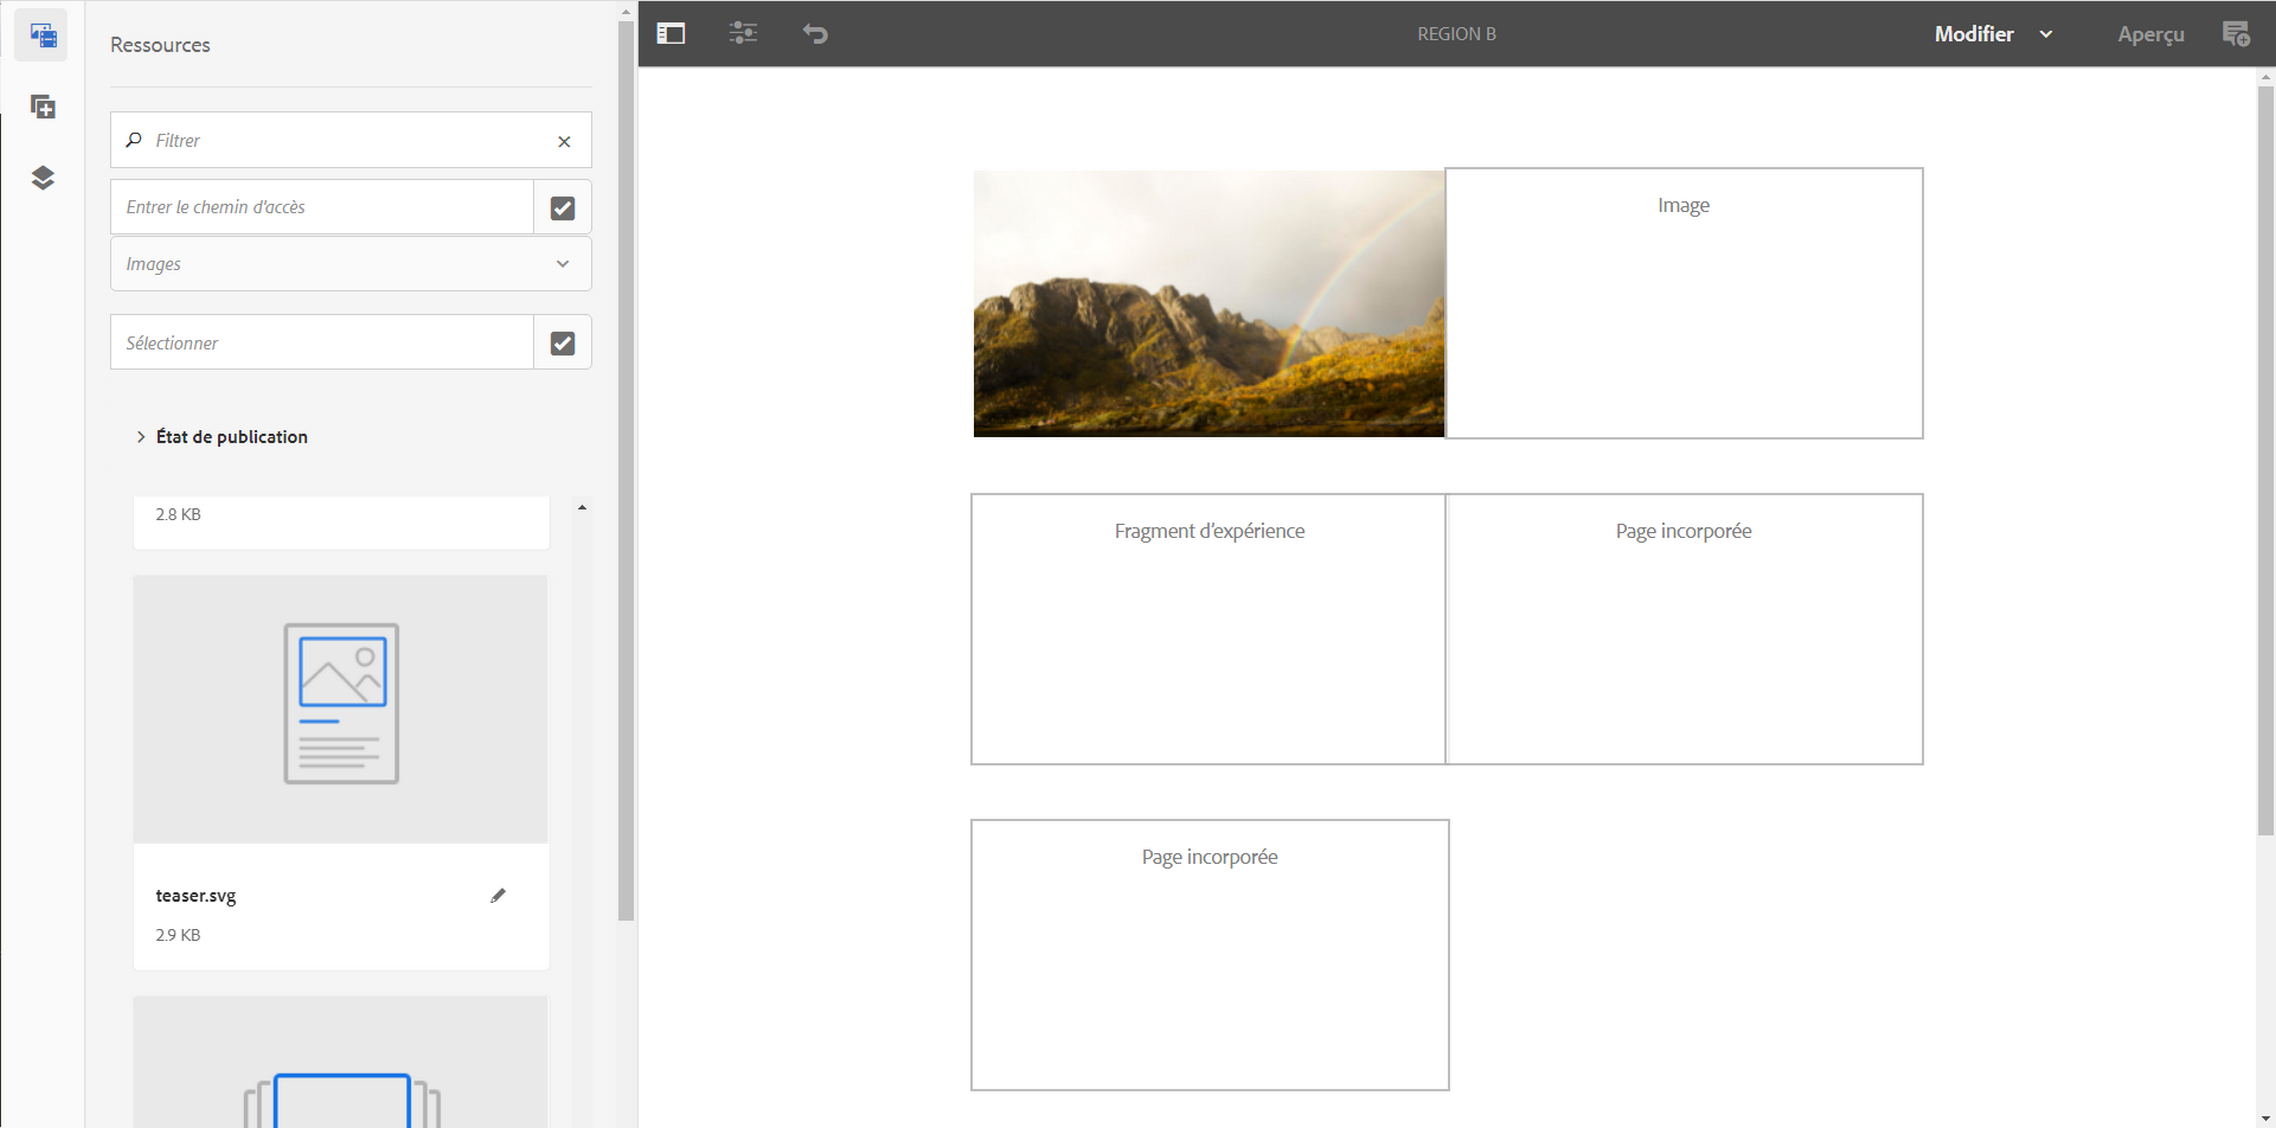 Ressources
Filtrer
Entrer le chemin d'accès
Images
Sélectionner
État de publication
2.8 KB
teaser.svg
2.9 KB
REGION B
Modifier
Aperçu
Image
Fragment d'expérience
Page incorporée
Page incorporée